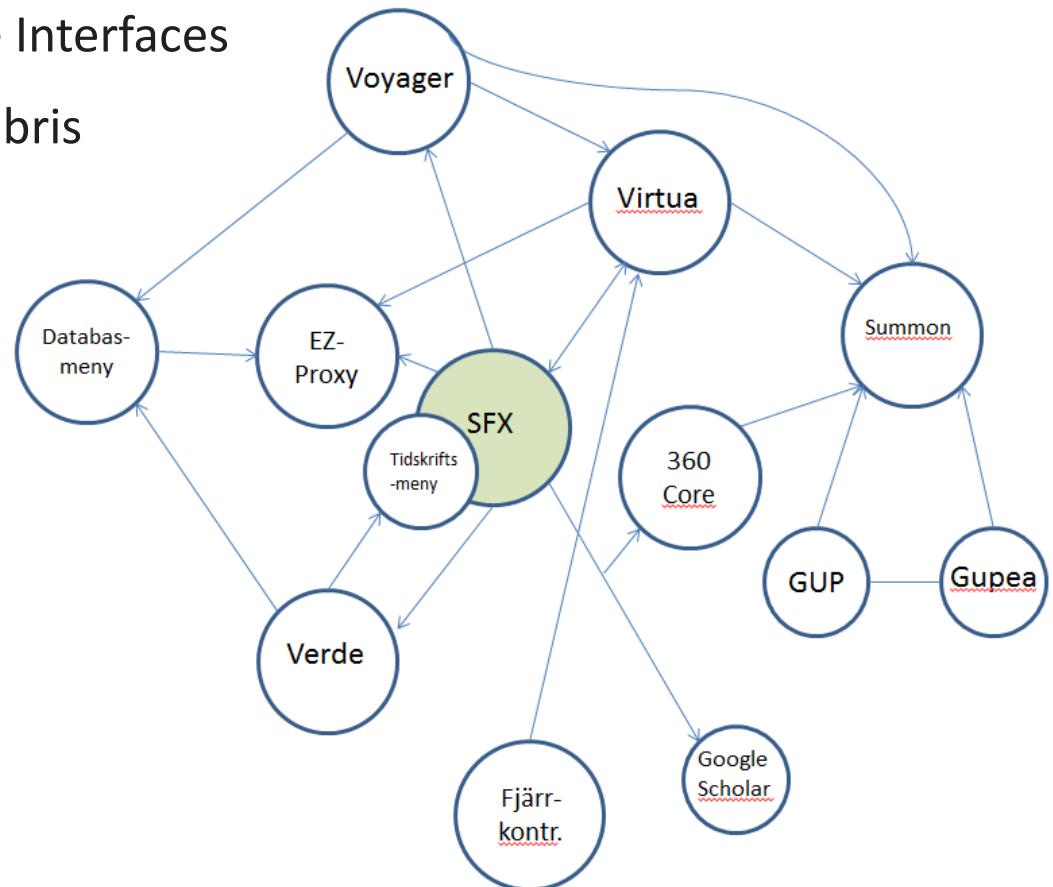 Interfaces
bris
Voyager
Virtua
Summon
Databas-
meny
EZ-
Proxy
SFX
Tidskrifts
-meny
360
Core
GUP
Gupea
Verde
Google
Scholar
Fjärr-
kontr.